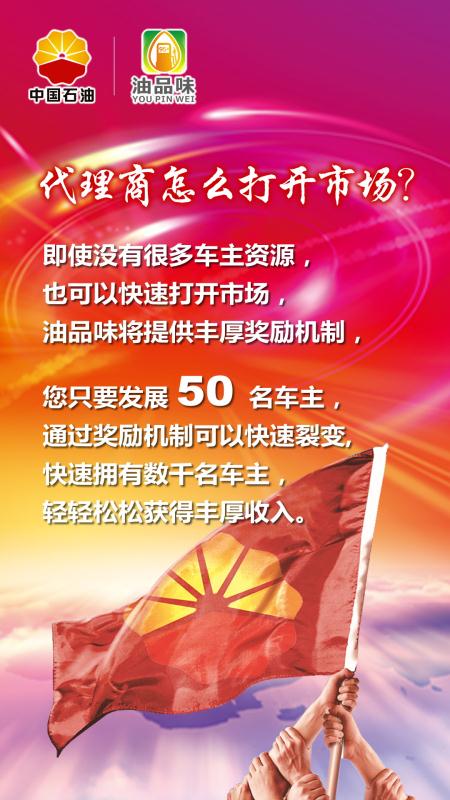 中国石油
油品味
YOU PIN WEI
代理商怎么打开市场？
即使没有很多车主资源，
也可以快速打开市场，
油品味将提供丰厚奖励机制，
您只要发展 50 名车主，
通过奖励机制可以快速裂变，
快速拥有数千名车主，
轻轻松松获得丰厚收入。